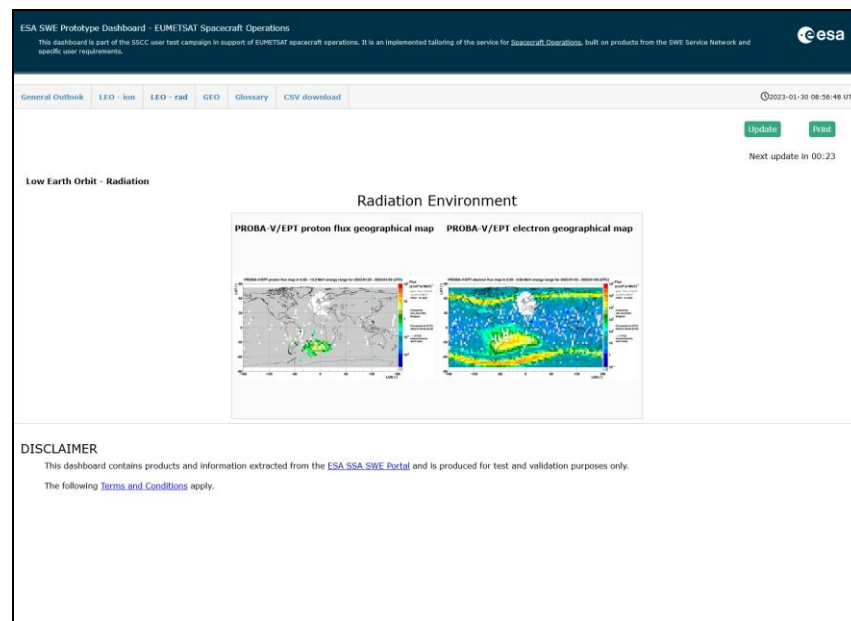 ESA SWE Prototype Dashboard - EUMETSAT Spacecraft Operations
This dashboard is part of the SSCC user test campaign in support of EUMETSAT spacecraft operations. It is an implemented tailoring of the service for Spacecraft Operations, built on products from the SWE Service Network and
specific user requirements.
esa
General Outlook LEO - ion LEO - rad GEO Glossary CSV download 2023-01-30 08:56:48 UT
Update Print
Next update in 00:23
Low Earth Orbit - Radiation
Radiation Environment
PROBA-V/EPT proton flux geographical map PROBA-V/EPT electron geographical map
DISCLAIMER
This dashboard contains products and information extracted from the ESA SSA SWE Portal and is produced for test and validation purposes only.
The following Terms and Conditions apply.